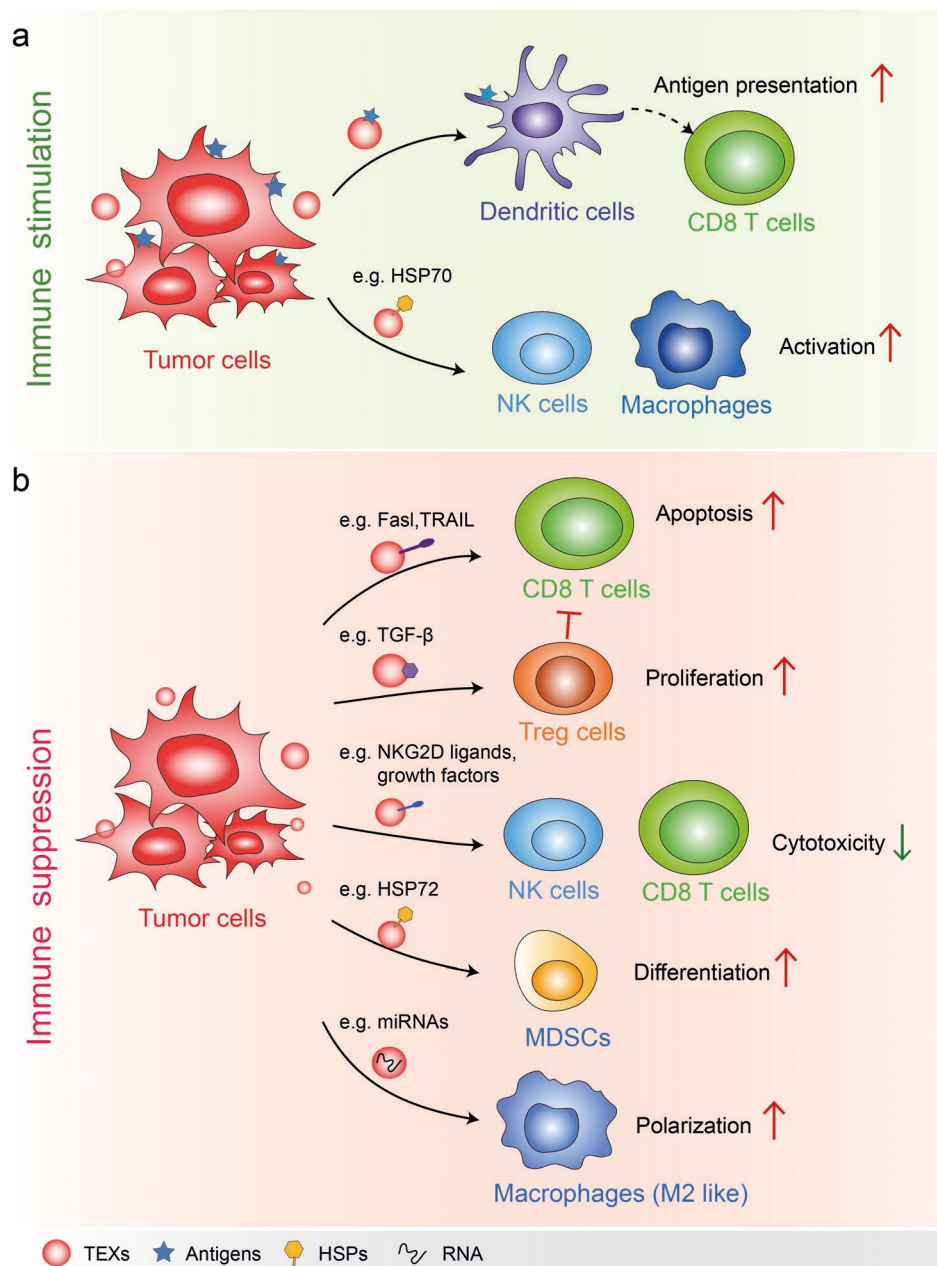 a
Immune stimulation
Antigen presentation ↑
Dendritic cells
CD8 T cells
e.g. HSP70
Tumor cells
Activation ↑
NK cells
Macrophages
b
Immune suppression
e.g. Fasl,TRAIL
Apoptosis ↑
CD8 T cells
e.g. TGF-β
Proliferation ↑
Treg cells
e.g. NKG2D ligands,
growth factors
Tumor cells
Cytotoxicity ↓
NK cells
CD8 T cells
e.g. HSP72
Differentiation ↑
MDSCs
e.g. miRNAs
Polarization ↑
Macrophages (M2 like)
TEXs Antigens HSPs RNA